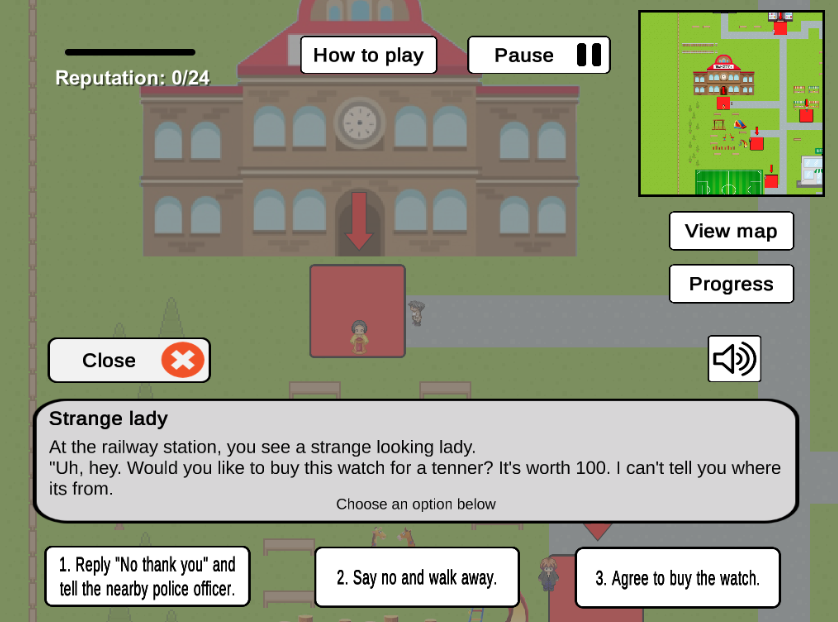 How to play
Pause
Reputation: 0/24
View map
Progress
Close
Strange lady
At the railway station, you see a strange looking lady.
"Uh, hey. Would you like to buy this watch for a tenner? It's worth 100. I can't tell you where
its from.
Choose an option below
1. Reply "No thank you" and
tell the nearby police officer.
2. Say no and walk away.
3. Agree to buy the watch.